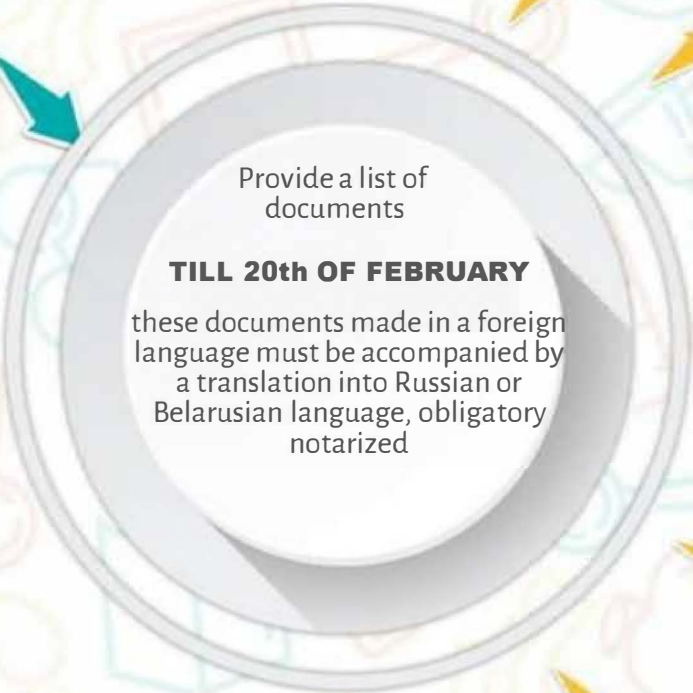 Provide a list of
documents
TILL 20th OF FEBRUARY
these documents made in a foreign
language must be accompanied by
a translation into Russian or
Belarusian language, obligatory
notarized